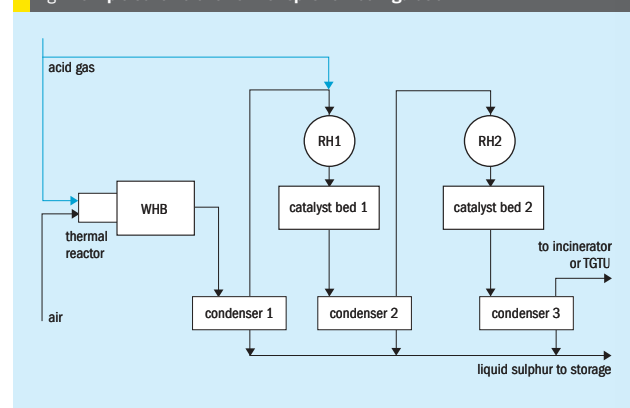 acid gas
RH1
RH2
WHB
catalyst bed 1
catalyst bed 2
thermal
reactor
to incinerator
or TGTU
condenser 1
condenser 2
condenser 3
air
liquid sulphur to storage